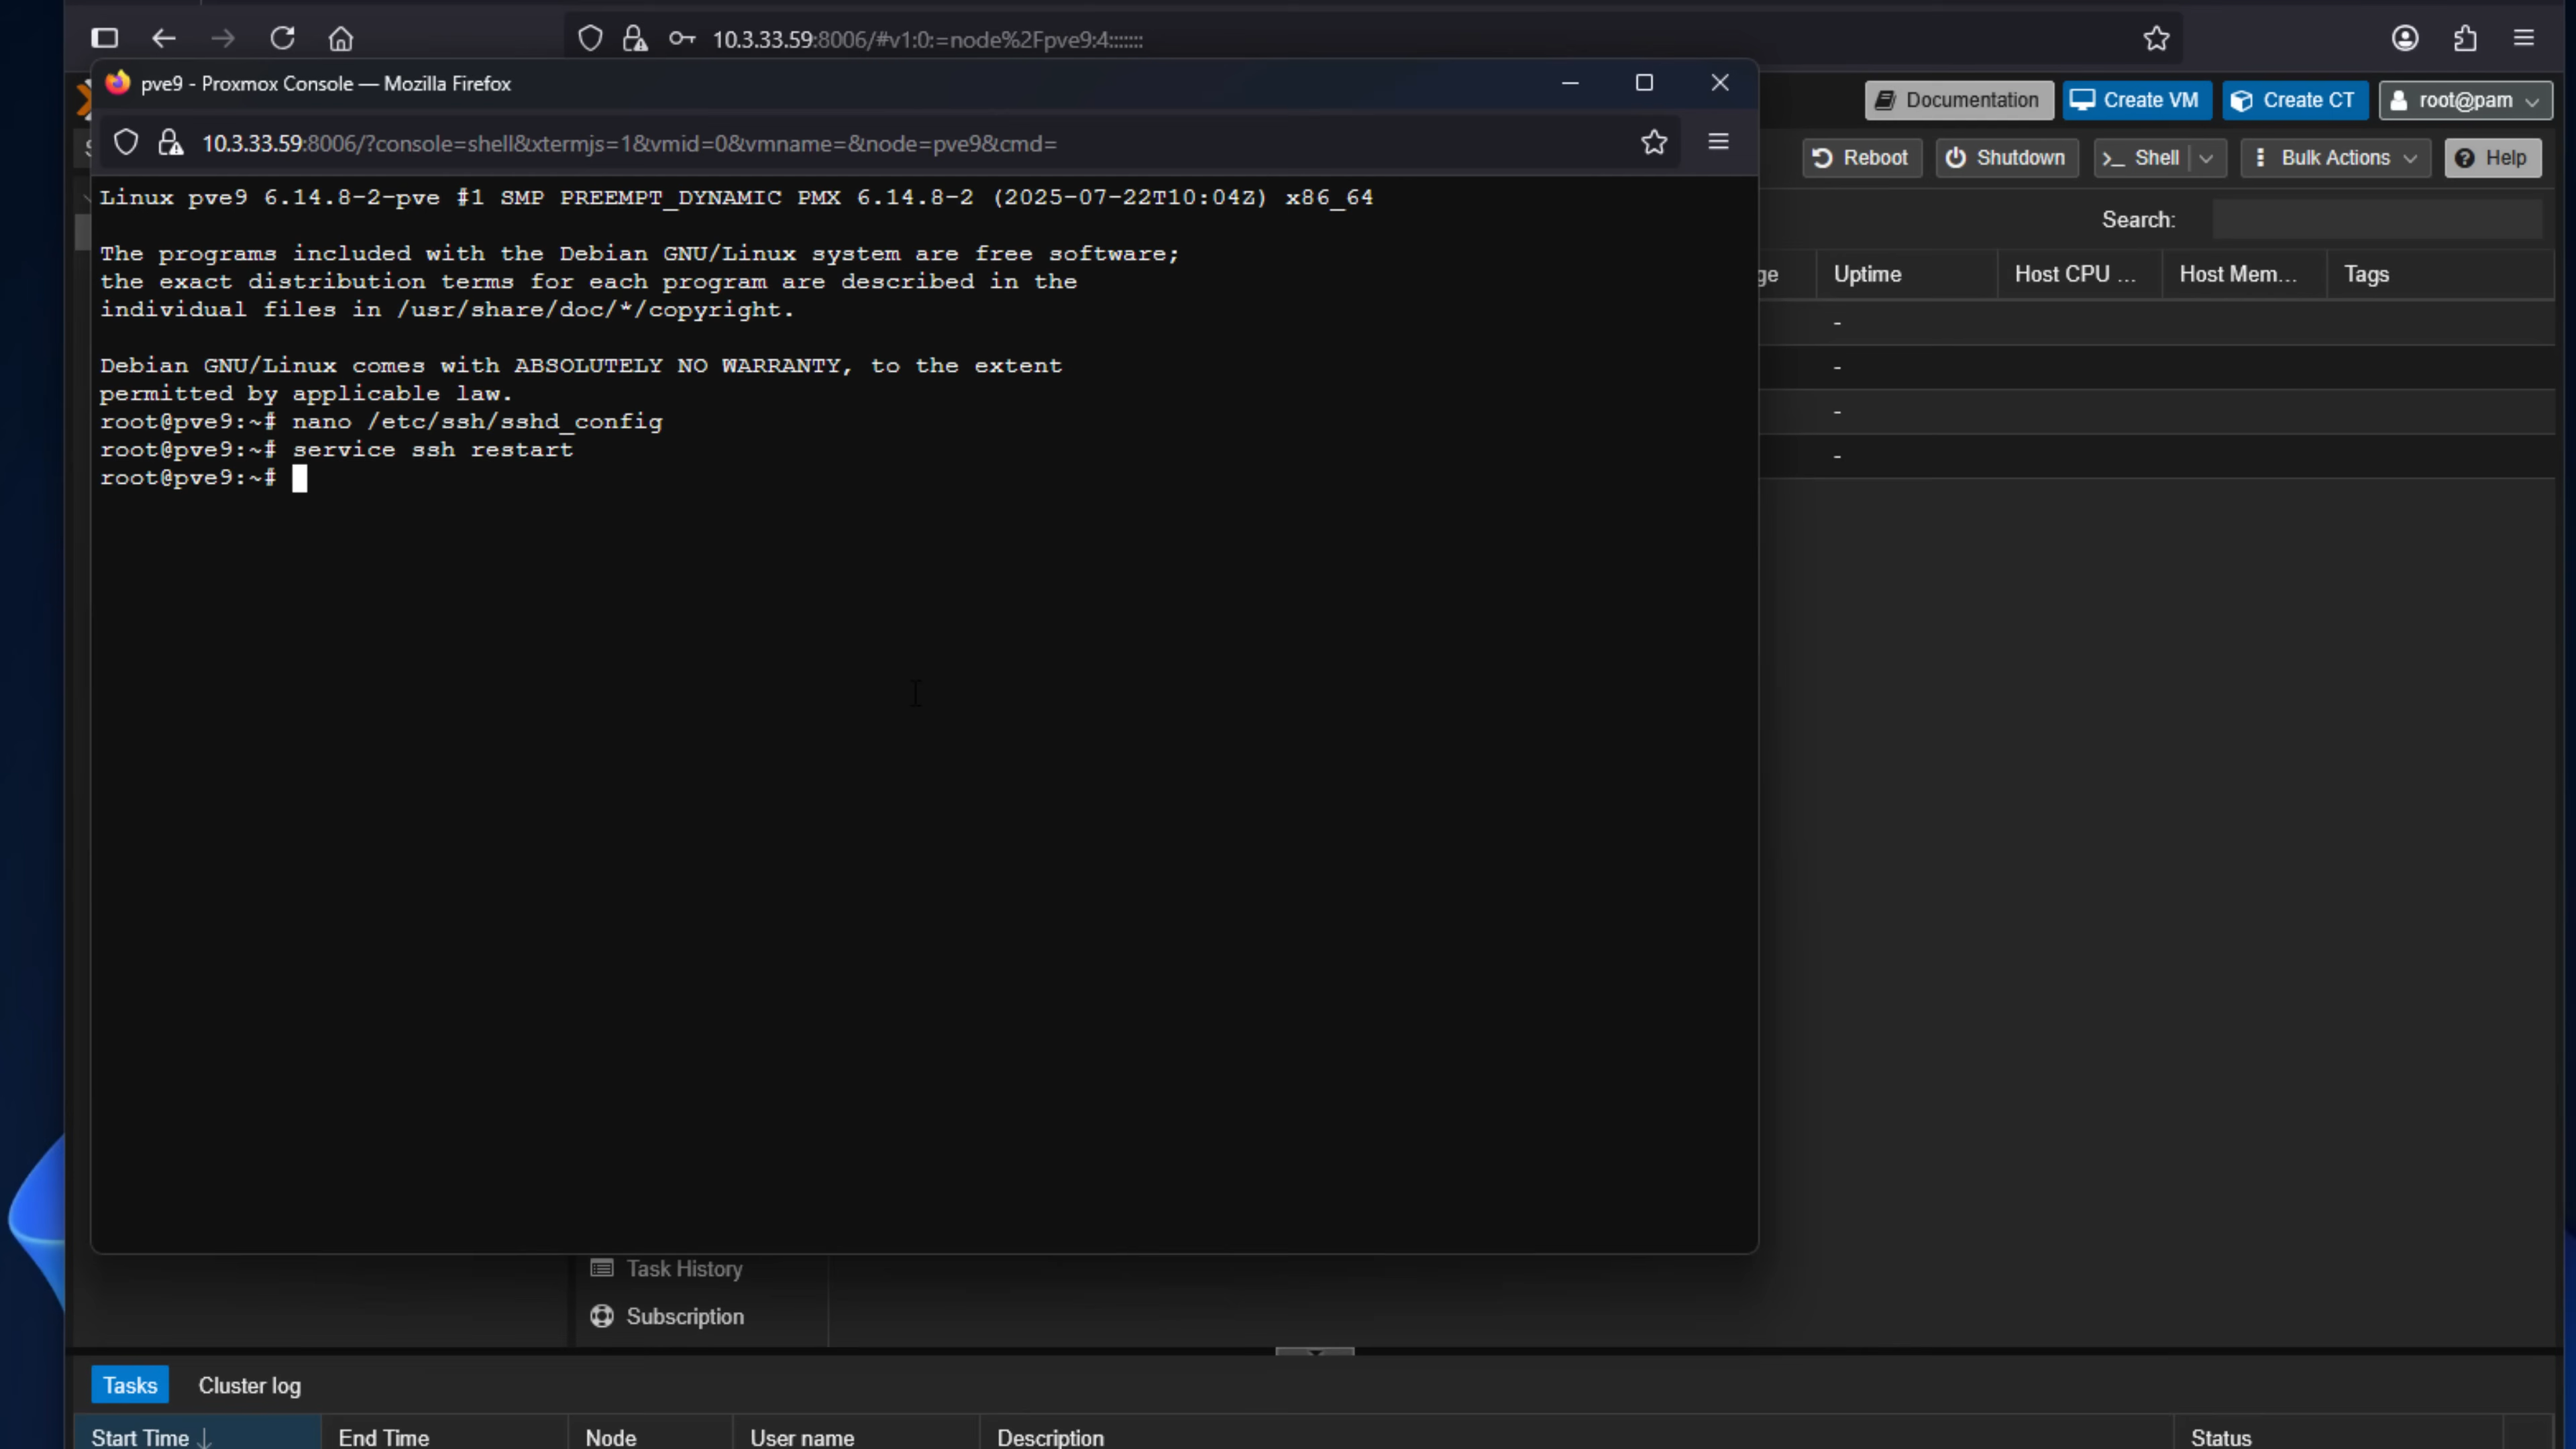 10.3.33.59:8006/#v1:0:=node%2Fpve9:4:::::::
pve9 - Proxmox Console — Mozilla Firefox
Documentation
Create VM
Create CT
root@pam
10.3.33.59:8006/?console=shell&xtermjs=1&vmid=0&vmname=&node=pve9&cmd=
Reboot
Shutdown
Shell
Bulk Actions
Help
Linux pve9 6.14.8-2-pve #1 SMP PREEMPT_DYNAMIC PMX 6.14.8-2 (2025-07-22T10:04Z) x86_64
Search:
The programs included with the Debian GNU/Linux system are free software;
the exact distribution terms for each program are described in the
individual files in /usr/share/doc/*/copyright.
Uptime
Host CPU ...
Host Mem...
Tags
-
-
-
-
Debian GNU/Linux comes with ABSOLUTELY NO WARRANTY, to the extent
permitted by applicable law.
root@pve9:~# nano /etc/ssh/sshd_config
root@pve9:~# service ssh restart
root@pve9:~#
Task History
Subscription
Tasks
Cluster log
Start Time
End Time
Node
User name
Description
Status